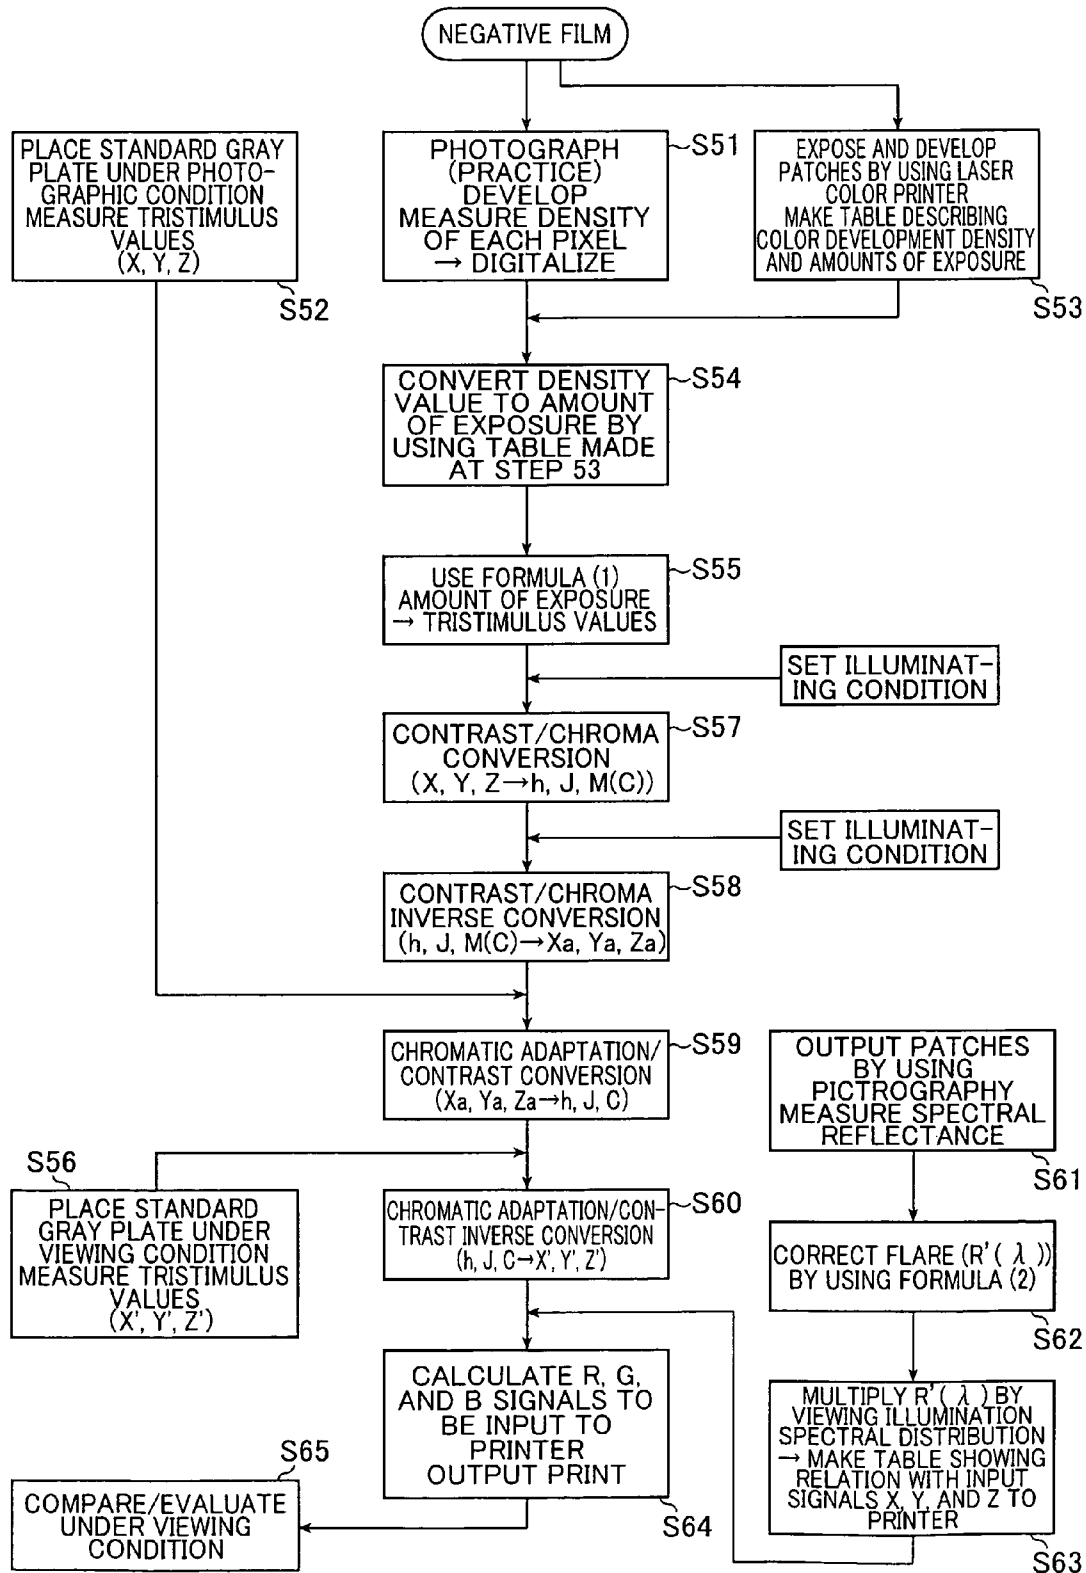 NEGATIVE FILM
PLACE STANDARD GRAY
PLATE UNDER PHOTO-
GRAPHIC CONDITION
MEASURE TRISTIMULUS
VALUES
(X, Y, Z)
S52
PHOTOGRAPH
(PRACTICE)
DEVELOP
MEASURE DENSITY
OF EACH PIXEL
→ DIGITALIZE
S51
EXPOSE AND DEVELOP
PATCHES BY USING LASER
COLOR PRINTER
MAKE TABLE DESCRIBING
COLOR DEVELOPMENT DENSITY
AND AMOUNTS OF EXPOSURE
S53
CONVERT DENSITY
VALUE TO AMOUNT
OF EXPOSURE BY
USING TABLE MADE
AT STEP 53
S54
USE FORMULA (1)
AMOUNT OF EXPOSURE
→ TRISTIMULUS VALUES
S55
SET ILLUMINAT-
ING CONDITION
CONTRAST/CHROMA
CONVERSION
(X, Y, Z→h, J, M(C))
S57
SET ILLUMINAT-
ING CONDITION
CONTRAST/CHROMA
INVERSE CONVERSION
(h, J, M(C)→Xa, Ya, Za)
S58
CHROMATIC ADAPTATION/
CONTRAST CONVERSION
(Xa, Ya, Za→h, J, C)
S59
OUTPUT PATCHES
BY USING
PICTROGRAPHY
MEASURE SPECTRAL
REFLECTANCE
S61
S56
PLACE STANDARD
GRAY PLATE UNDER
VIEWING CONDITION
MEASURE TRISTIMULUS
VALUES
(X', Y', Z')
CHROMATIC ADAPTATION/CON-
TRAST INVERSE CONVERSION
(h, J, C→X', Y', Z')
S60
CORRECT FLARE (R'(λ))
BY USING FORMULA (2)
S62
CALCULATE R, G,
AND B SIGNALS TO
BE INPUT TO
PRINTER
OUTPUT PRINT
S64
MULTIPLY R'(λ) BY
VIEWING ILLUMINATION
SPECTRAL DISTRIBUTION
→ MAKE TABLE SHOWING
RELATION WITH INPUT
SIGNALS X, Y, AND Z TO
PRINTER
S63
S65
COMPARE/EVALUATE
UNDER VIEWING
CONDITION